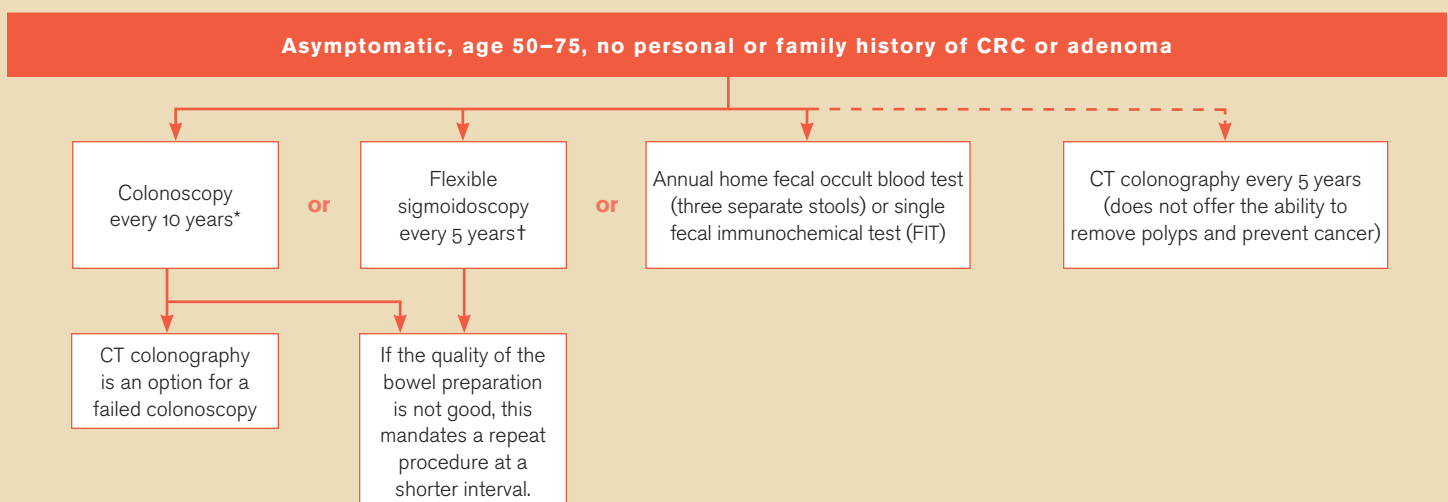 Asymptomatic, age 50–75, no personal or family history of CRC or adenoma
Colonoscopy
every 10 years*
or
Flexible
sigmoidoscopy
every 5 years†
or
Annual home fecal occult blood test
(three separate stools) or single
fecal immunochemical test (FIT)
CT colonography every 5 years
(does not offer the ability to
remove polyps and prevent cancer)
CT colonography
is an option for a
failed colonoscopy
If the quality of the
bowel preparation
is not good, this
mandates a repeat
procedure at a
shorter interval.